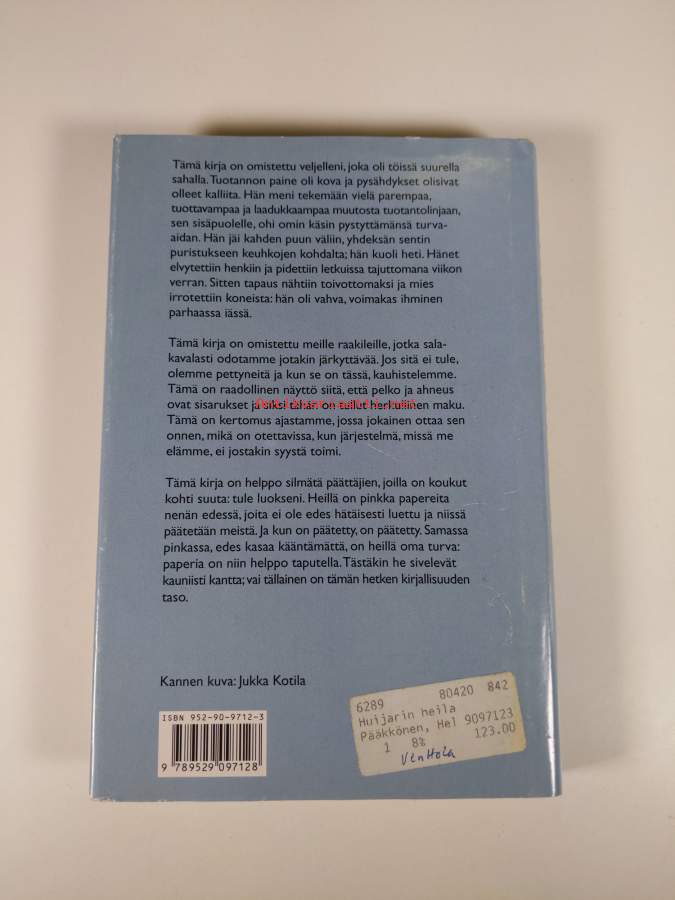 Tämä kirja on omistettu veljelleni, joka oli töissä suurella
sahalla. Tuotannon paine oli kova ja pysähdykset olisivat
olleet kalliita. Hän meni tekemään vielä parempaa,
tuottavampaa ja laadukkaampaa muutosta tuotantolinjaan,
sen sisäpuolelle, ohi omin käsin pystyttämänsä turva-
aidan. Hän jäi kahden puun väliin, yhdeksän sentin
puristukseen keuhkojen kohdalta; hän kuoli heti. Hänet
elvytettiin henkiin ja pidettiin letkuissa tajuttomana viikon
verran. Sitten tapaus nähtiin toivottomaksi ja mies
irrotettiin koneista: hän oli vahva, voimakas ihminen
parhaassa iässä.
Tämä kirja on omistettu meille raakileille, jotka sala-
kavalasti odotamme jotakin järkyttävää. Jos sitä ei tule,
olemme pettyneitä ja kun se on tässä, kauhistelemme.
Tämä on raadollinen näyttö siitä, että pelko ja ahneus
ovat sisarukset ja siksi tähän on tullut herkullinen maku.
Tämä on kertomus ajastamme, jossa jokainen ottaa sen
onnen, mikä on otettavissa, kun järjestelmä, missä me
elämme, ei jostakin syystä toimi.
Tämä kirja on helppo silmätä päättäjien, joilla on koukut
kohti suuta: tule luokseni. Heillä on pinkka papereita
nenän edessä, joita ei ole edes hätäisesti luettu ja niissä
päätetään meistä. Ja kun on päätetty, on päätetty. Samassa
pinkassa, edes kasaa kääntämättä, on heillä oma turva:
paperia on niin helppo taputella. Tästäkin he sivelevät
kauniisti kantta; vai tällainen on tämän hetken kirjallisuuden
taso.
Kannen kuva: Jukka Kotila
ISBN 952-90-9712-3
9 789529 097128
6289 80420 842
Huijarin heila
Pääkkönen, Hel 9097123
1 8% 123.00